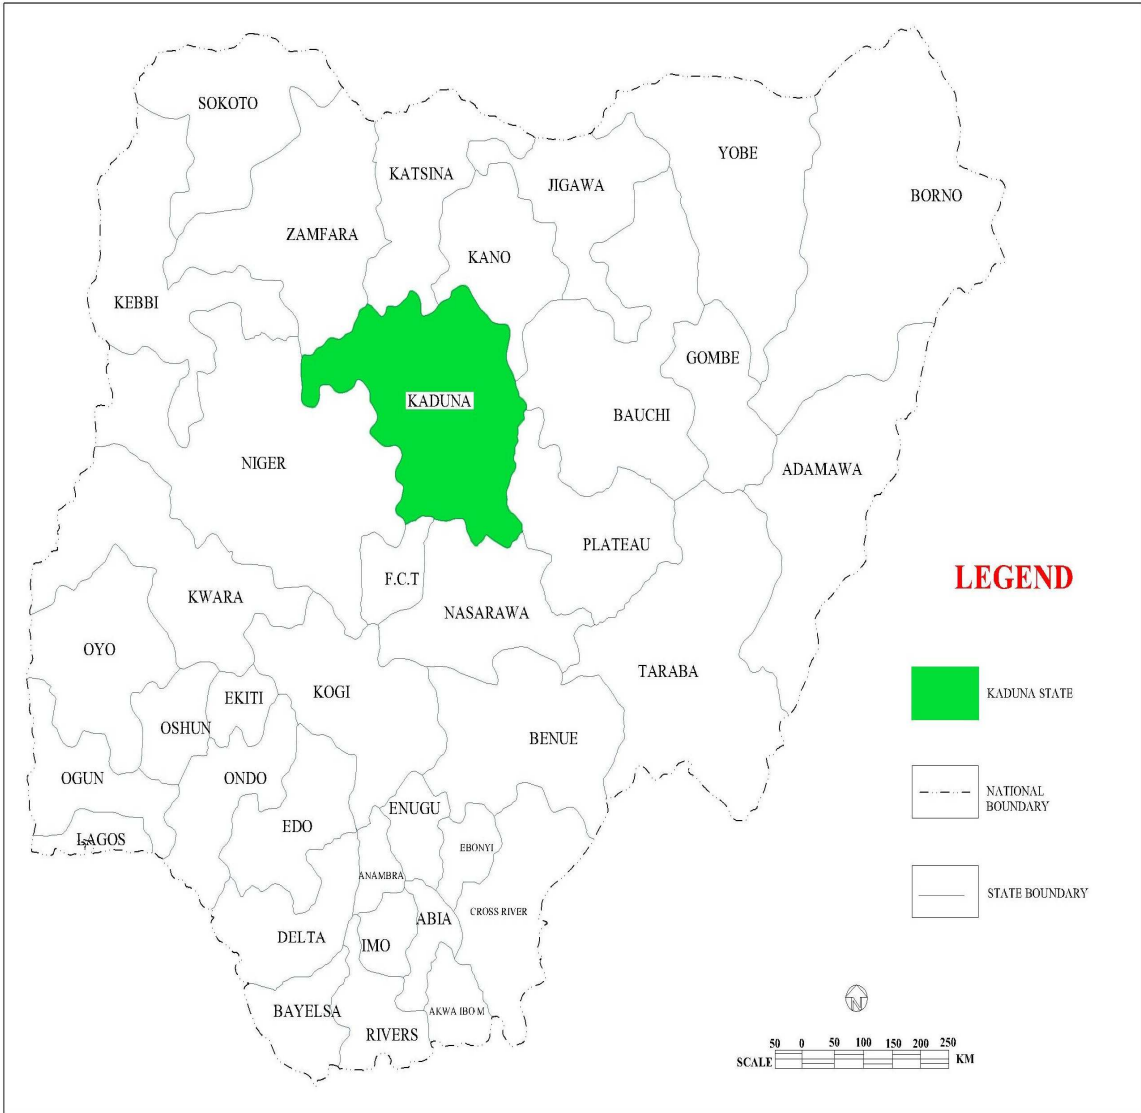 SOKOTO
KATSINA
YOBE
JIGAWA
BORNO
ZAMFARA
KANO
KEBBI
GOMBE
KADUNA
BAUCHI
NIGER
ADAMAWA
PLATEAU
F.C.T
KWARA
NASARAWA
OYO
TARABA
KOGI
EKITI
OSHUN
BENUE
OGUN
ONDO
ENUGU
EDO
LAGOS
EBONYI
ANAMBRA
CROSS RIVER
ABIA
DELTA
IMO
BAYELSA
AKWA IBOM
RIVERS
LEGEND
KADUNA STATE
NATIONAL
BOUNDARY
STATE BOUNDARY
N
50 0 50 100 150 200 250
SCALE KM